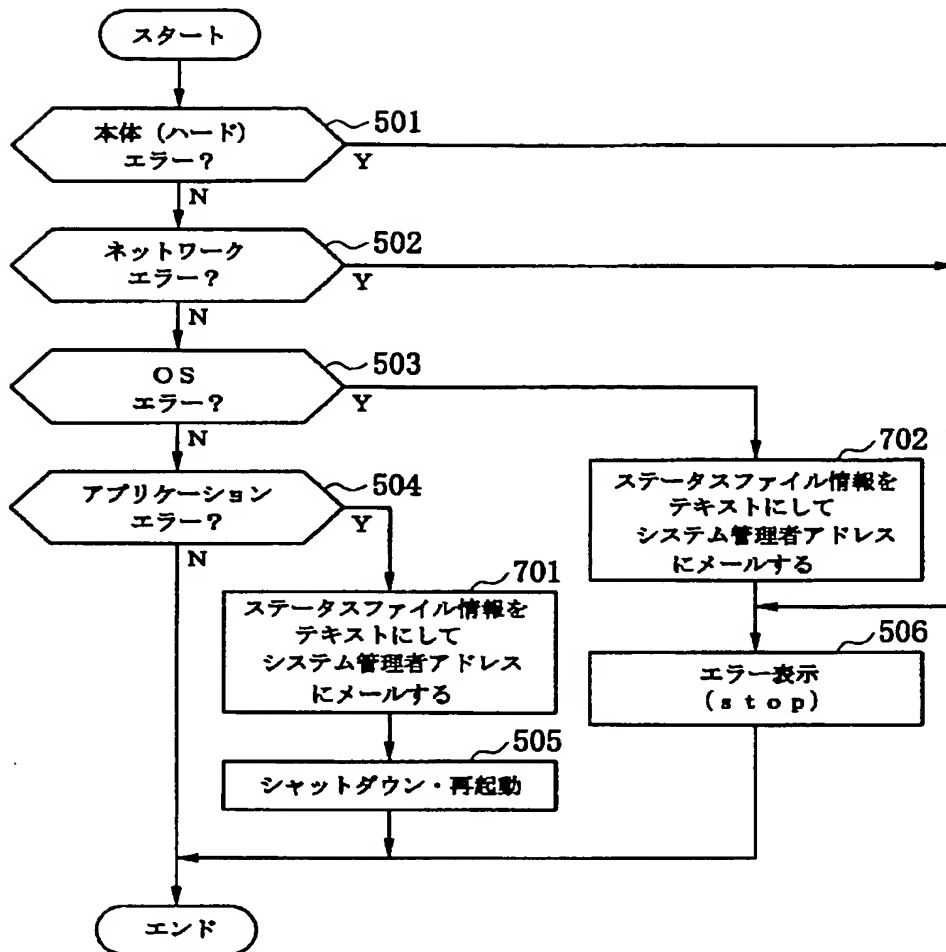 スタート
本体（ハード）
エラー？
501
Y
N
ネットワーク
エラー？
502
Y
N
OS
エラー？
503
Y
N
アプリケーション
エラー？
504
Y
N
702
ステータスファイル情報を
テキストにして
システム管理者アドレス
にメールする
701
ステータスファイル情報を
テキストにして
システム管理者アドレス
にメールする
506
エラー表示
(stop)
505
シャットダウン・再起動
エンド